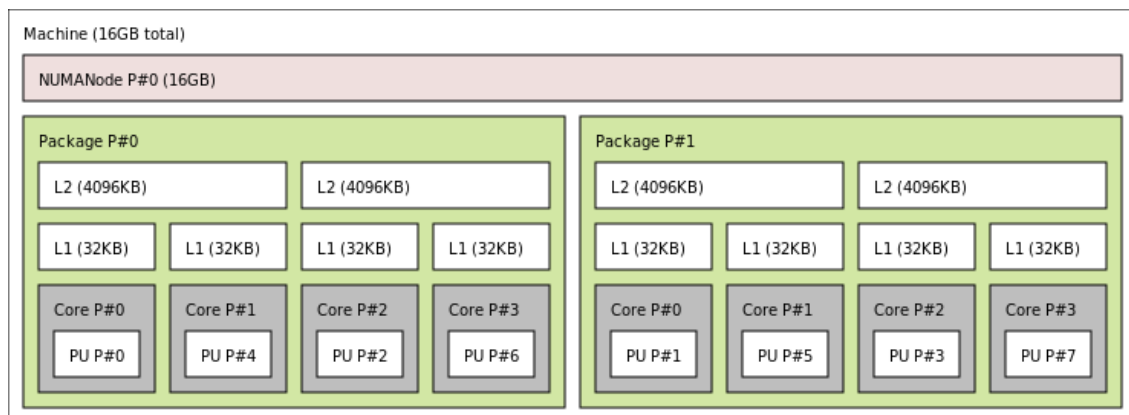 Machine (16GB total)
NUMANode P#0 (16GB)
Package P#0
L2 (4096KB)
L2 (4096KB)
L1 (32KB)
L1 (32KB)
L1 (32KB)
L1 (32KB)
Core P#0
PU P#0
Core P#1
PU P#4
Core P#2
PU P#2
Core P#3
PU P#6
Package P#1
L2 (4096KB)
L2 (4096KB)
L1 (32KB)
L1 (32KB)
L1 (32KB)
L1 (32KB)
Core P#0
PU P#1
Core P#1
PU P#5
Core P#2
PU P#3
Core P#3
PU P#7